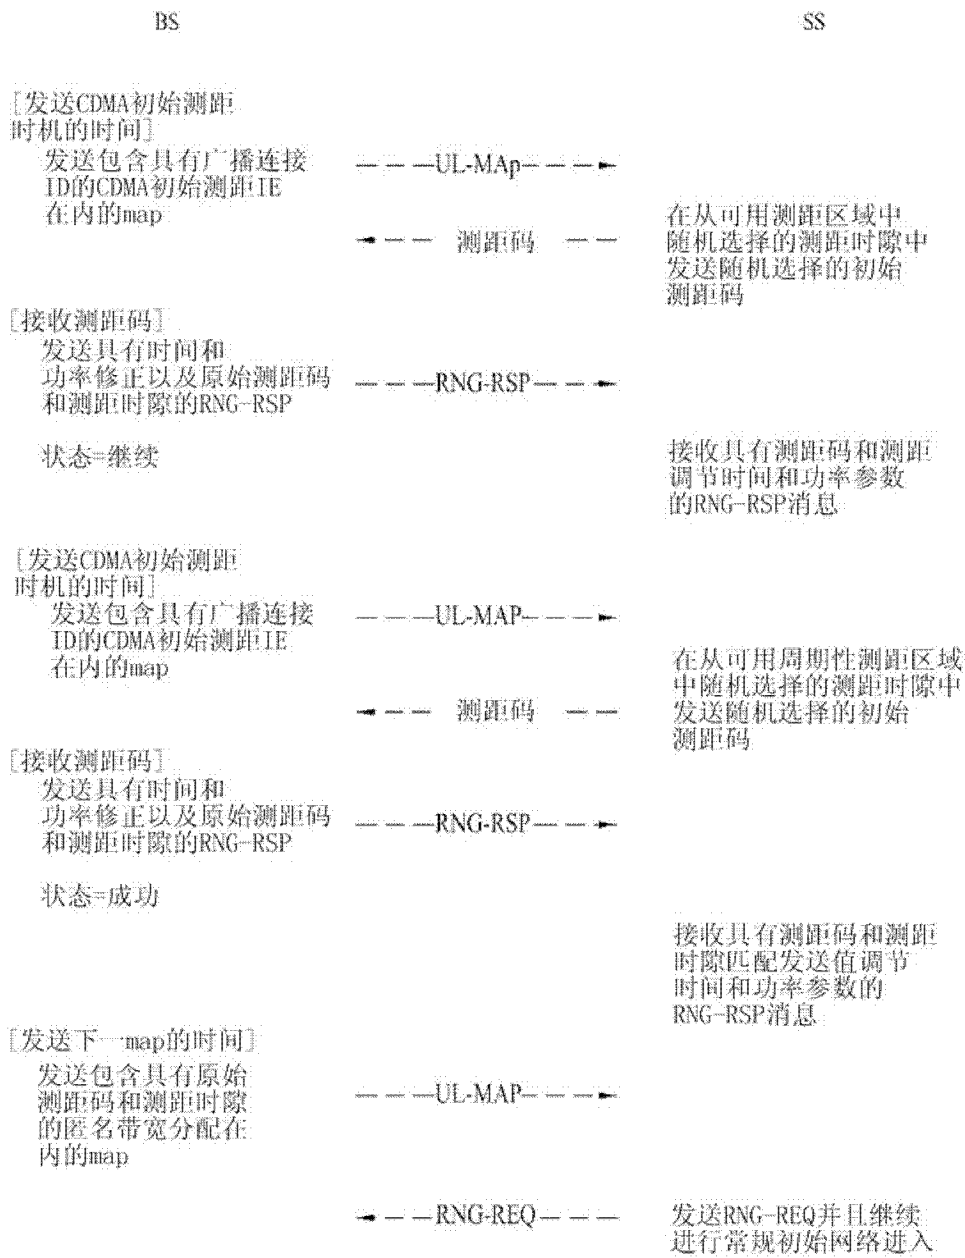 BS
SS
[发送CDMA初始测距
时机的时间]
发送包含具有广播连接
ID的CDMA初始测距IE
在内的map
UL-MAp
测距码
在从可用测距区域中
随机选择的测距时隙中
发送随机选择的初始
测距码
[接收测距码]
发送具有时间和
功率修正以及原始测距码
和测距时隙的RNG-RSP
RNG-RSP
状态=继续
接收具有测距码和测距
调节时间和功率参数
的RNG-RSP消息
[发送CDMA初始测距
时机的时间]
发送包含具有广播连接
ID的CDMA初始测距IE
在内的map
UL-MAP
测距码
在从可用周期性测距区域
中随机选择的测距时隙中
发送随机选择的初始
测距码
[接收测距码]
发送具有时间和
功率修正以及原始测距码
和测距时隙的RNG-RSP
RNG-RSP
状态=成功
接收具有测距码和测距
时隙匹配发送值调节
时间和功率参数的
RNG-RSP消息
[发送下一map的时间]
发送包含具有原始
测距码和测距时隙
的匿名带宽分配在
内的map
UL-MAP
RNG-REQ
发送RNG-REQ并且继续
进行常规初始网络进入